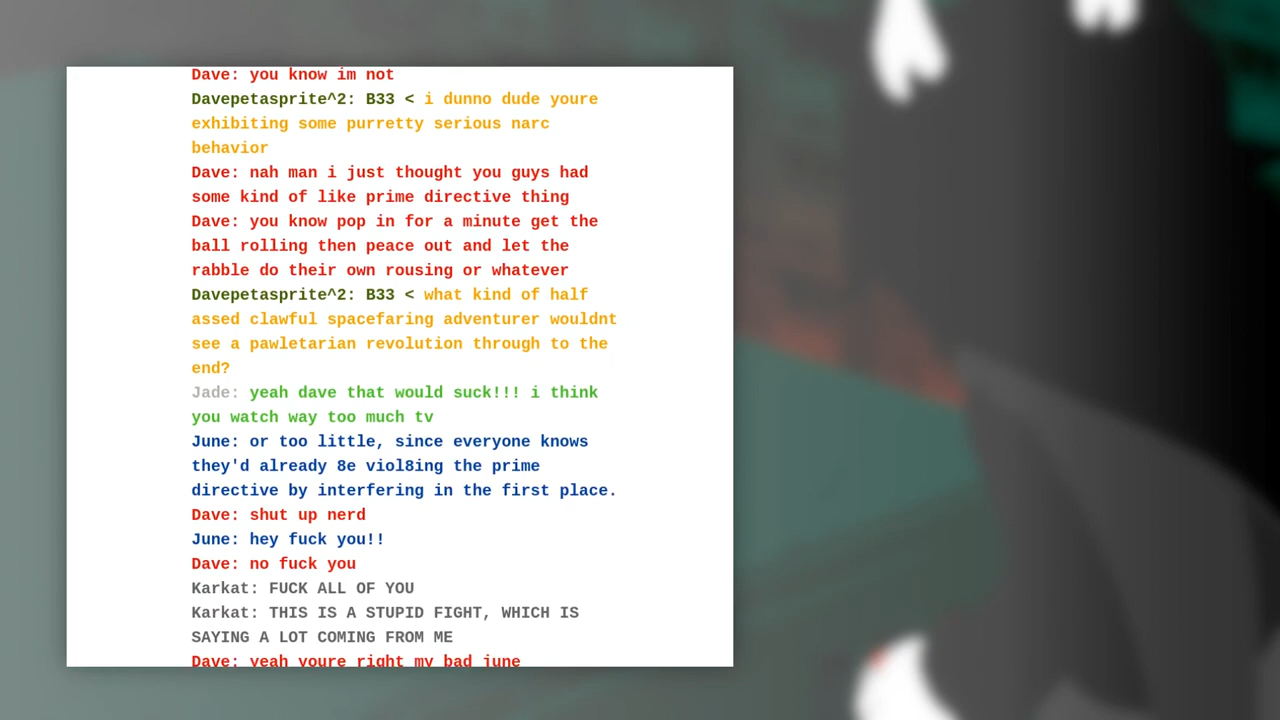 Dave: you know im not
Davepetasprite^2: B33 < i dunno dude youre
exhibiting some purretty serious narc
behavior
Dave: nah man i just thought you guys had
some kind of like prime directive thing
Dave: you know pop in for a minute get the
ball rolling then peace out and let the
rabble do their own rousing or whatever
Davepetasprite^2: B33 < what kind of half
assed clawful spacefaring adventurer wouldnt
see a pawletarian revolution through to the
end?
Jade: yeah dave that would suck!!! i think
you watch way too much tv
June: or too little, since everyone knows
they'd already 8e viol8ing the prime
directive by interfering in the first place.
Dave: shut up nerd
June: hey fuck you!!
Dave: no fuck you
Karkat: FUCK ALL OF YOU
Karkat: THIS IS A STUPID FIGHT, WHICH IS
SAYING A LOT COMING FROM ME
Dave: yeah youre right my bad june